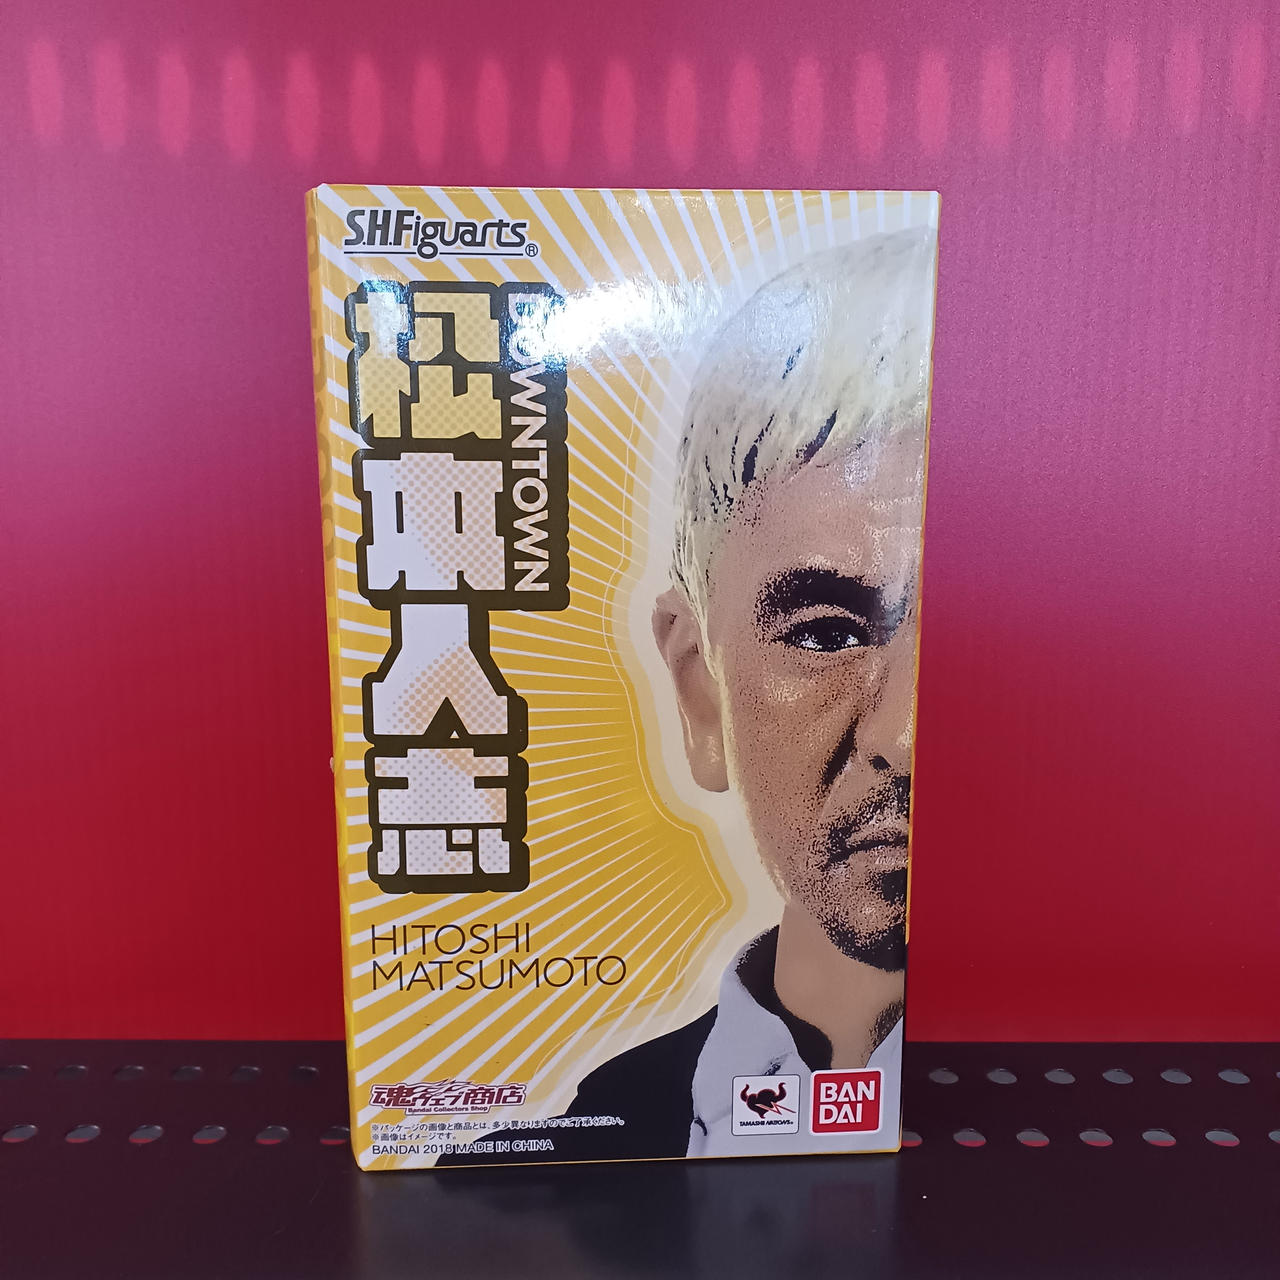 S.H.Figuarts®
松本人志
DOWNTOWN
HITOSHI
MATSUMOTO
魂ウェブ商店
Bandai Collectors Shop
※パッケージの画像と商品とは、多少異なりますのでご了承ください。
※画像はイメージです。
BANDAI 2018 MADE IN CHINA
TAMASHII NATIONS®
BAN
DAI